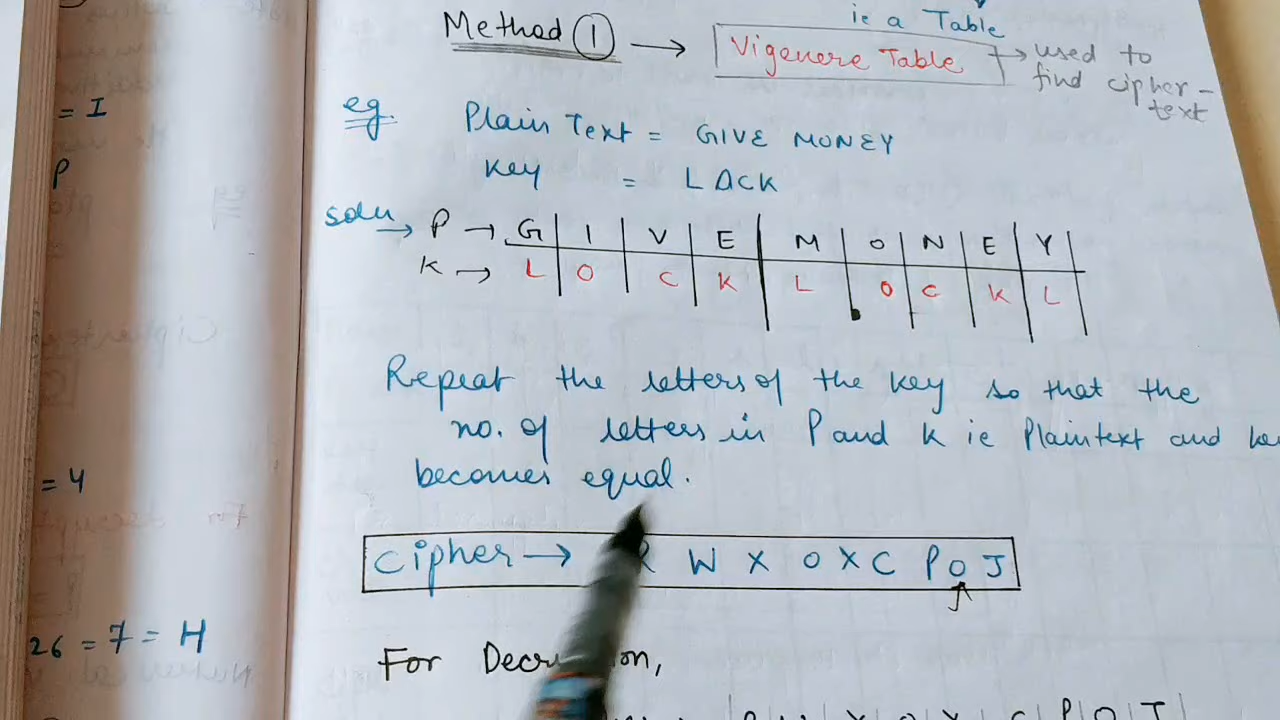 ie a Table
Method ① → Vigenere Table → used to
find cipher-
text
= I
P
eg. Plain Text = GIVE MONEY
Key = LACK
Soln → P → G I V E M O N E Y
K → L O C K L O C K L
Repeat the letters of the key so that the
no. of letters in P and K ie Plaintext and
becomes equal.
= 4
Cipher → R W X O X C P O J
26 = 7 = H
For
X O X C P O J